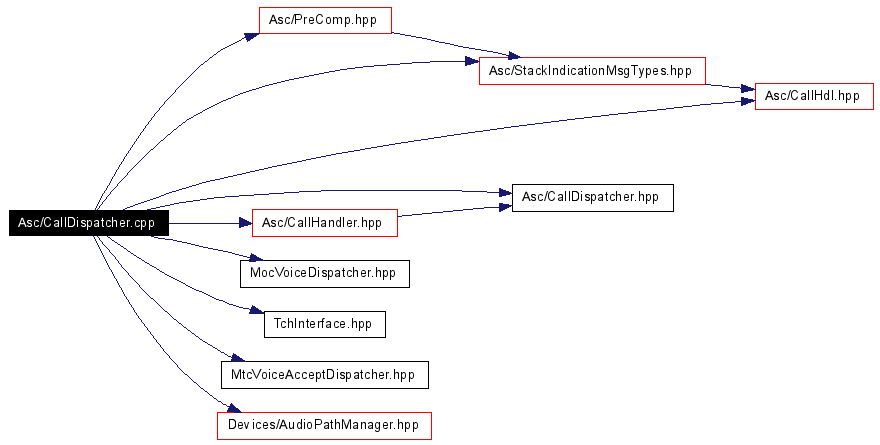 Asc/PreComp.hpp
Asc/StackIndicationMsgTypes.hpp
Asc/CallHdl.hpp
Asc/CallDispatcher.hpp
Asc/CallDispatcher.cpp
Asc/CallHandler.hpp
MocVoiceDispatcher.hpp
TchInterface.hpp
MtcVoiceAcceptDispatcher.hpp
Devices/AudioPathManager.hpp